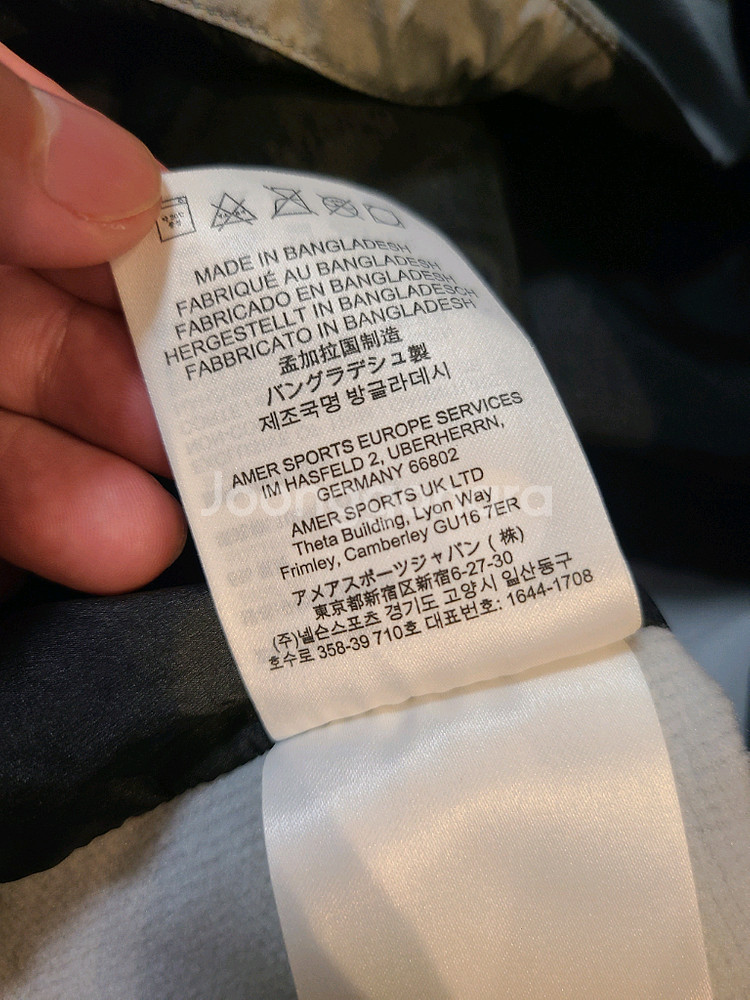 MADE IN BANGLADESH
FABRIQUÉ AU BANGLADESH
FABRICADO EN BANGLADESH
HERGESTELLT IN BANGLADESCH
FABBRICATO IN BANGLADESH
孟加拉国制造
バングラデシュ製
제조국명 방글라데시
AMER SPORTS EUROPE SERVICES
IM HASFELD 2, UBERHERRN,
GERMANY 66802
AMER SPORTS UK LTD
Theta Building, Lyon Way
Frimley, Camberley GU16 7ER
アメアスポーツジャパン (株)
東京都新宿区新宿6-27-30
(주)넬슨스포츠 경기도 고양시 일산동구
호수로 358-39 710호 대표번호: 1644-1708
Joongonara